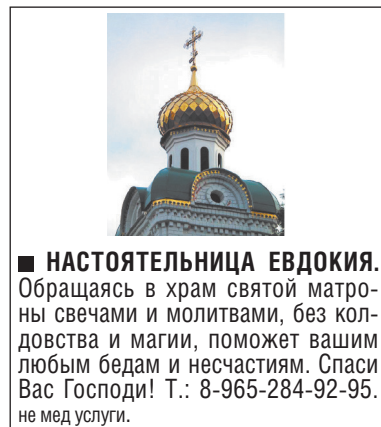 ■ НАСТОЯТЕЛЬНИЦА ЕВДОКИЯ.
Обращаясь в храм святой матро-
ны свечами и молитвами, без кол-
довства и магии, поможет вашим
любым бедам и несчастиям. Спаси
Вас Господи! Т.: 8-965-284-92-95.
не мед услуги.